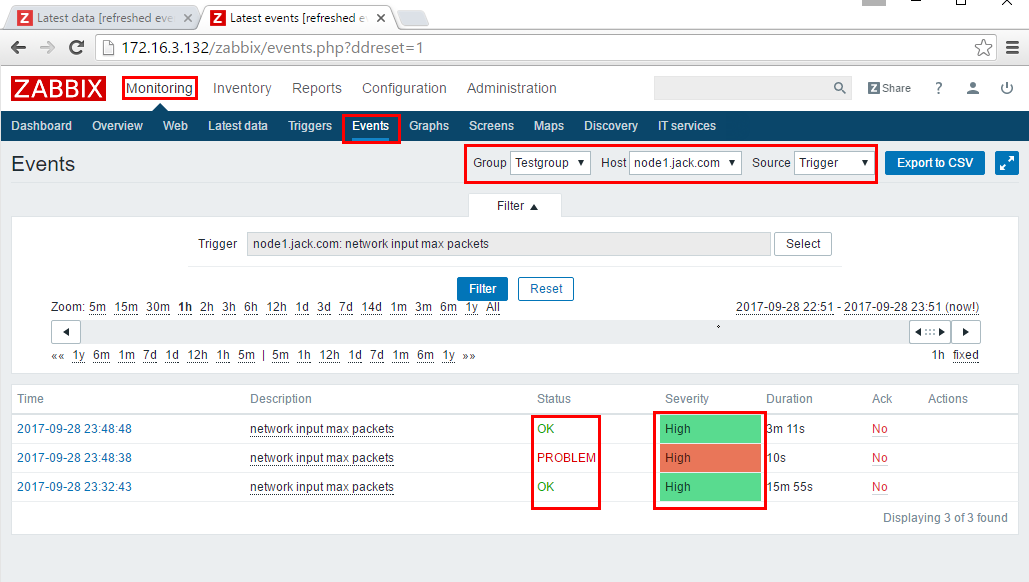 Latest data [refreshed eve
Latest events [refreshed e
172.16.3.132/zabbix/events.php?ddreset=1
ZABBIX Monitoring Inventory Reports Configuration Administration Z Share ?
Dashboard Overview Web Latest data Triggers Events Graphs Screens Maps Discovery IT services
Events Group Testgroup Host node1.jack.com Source Trigger Export to CSV
Filter
Trigger node1.jack.com: network input max packets Select
Filter Reset
Zoom: 5m 15m 30m 1h 2h 3h 6h 12h 1d 3d 7d 14d 1m 3m 6m 1y All 2017-09-28 22:51 - 2017-09-28 23:51 (now!)
«« 1y 6m 1m 7d 1d 12h 1h 5m | 5m 1h 12h 1d 7d 1m 6m 1y »» 1h fixed
Time Description Status Severity Duration Ack Actions
2017-09-28 23:48:48 network input max packets OK High 3m 11s No
2017-09-28 23:48:38 network input max packets PROBLEM High 10s No
2017-09-28 23:32:43 network input max packets OK High 15m 55s No
Displaying 3 of 3 found